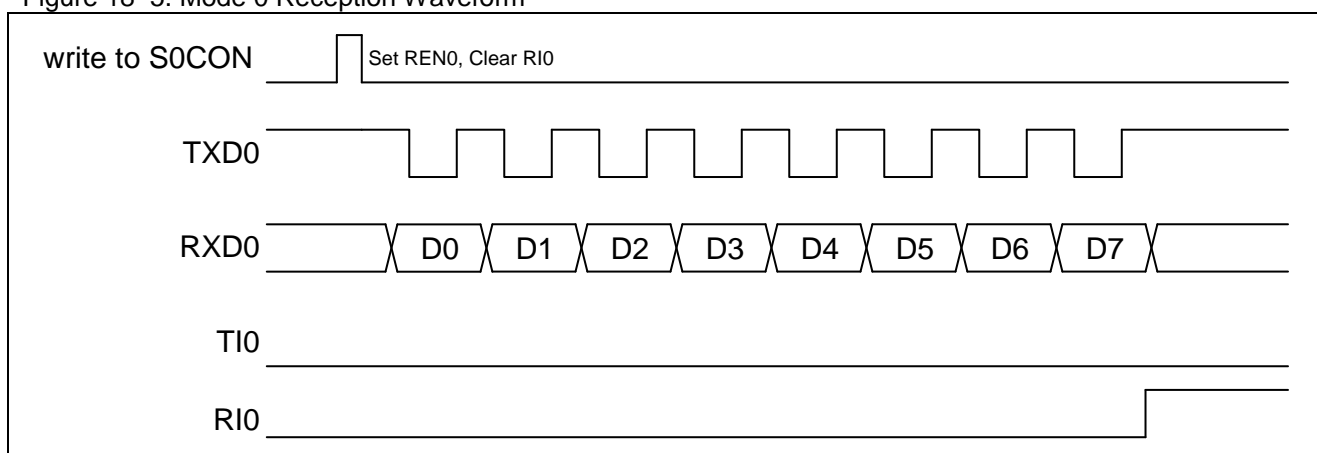 Figure 18-3. Mode 0 Reception Waveform
write to S0CON Set REN0, Clear RI0
TXD0
RXD0 D0 D1 D2 D3 D4 D5 D6 D7
TI0
RI0